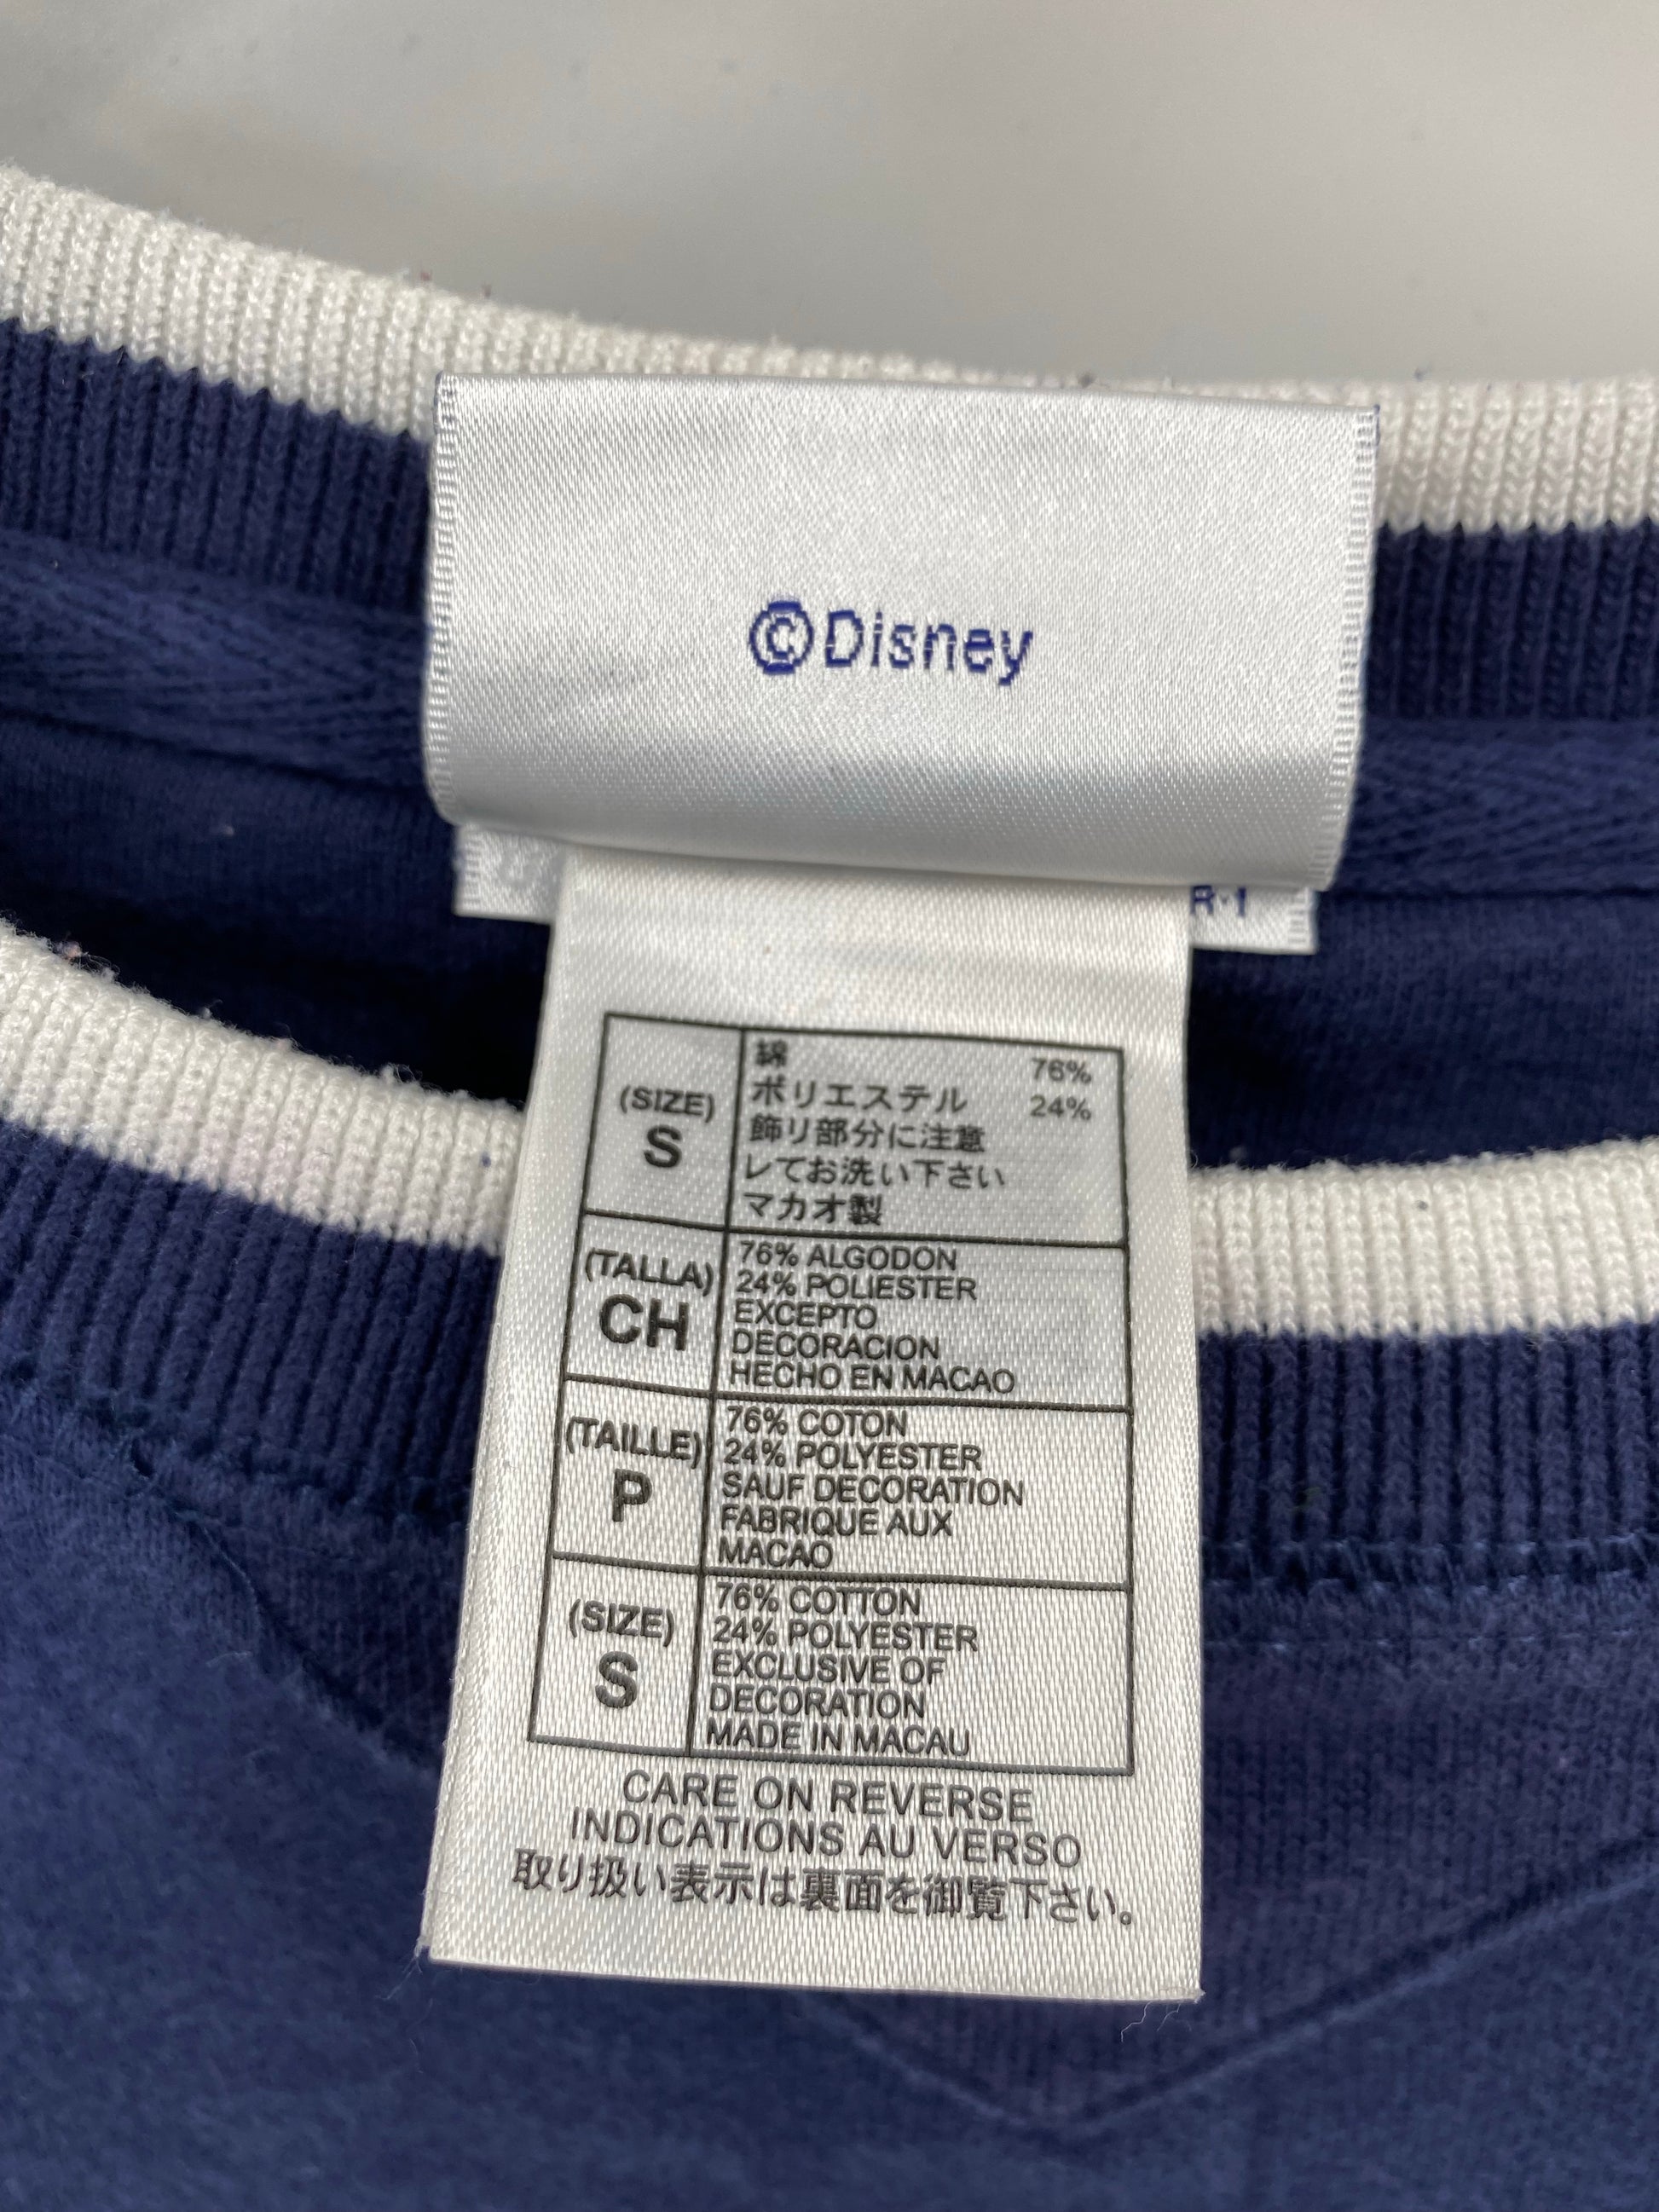 ©Disney
R-1
(SIZE)
S
綿 76%
ポリエステル 24%
飾リ部分に注意
レてお洗い下さい
マカオ製
(TALLA)
CH
76% ALGODON
24% POLIESTER
EXCEPTO
DECORACION
HECHO EN MACAO
(TAILLE)
P
76% COTON
24% POLYESTER
SAUF DECORATION
FABRIQUE AUX
MACAO
(SIZE)
S
76% COTTON
24% POLYESTER
EXCLUSIVE OF
DECORATION
MADE IN MACAU
CARE ON REVERSE
INDICATIONS AU VERSO
取り扱い表示は裏面を御覧下さい。